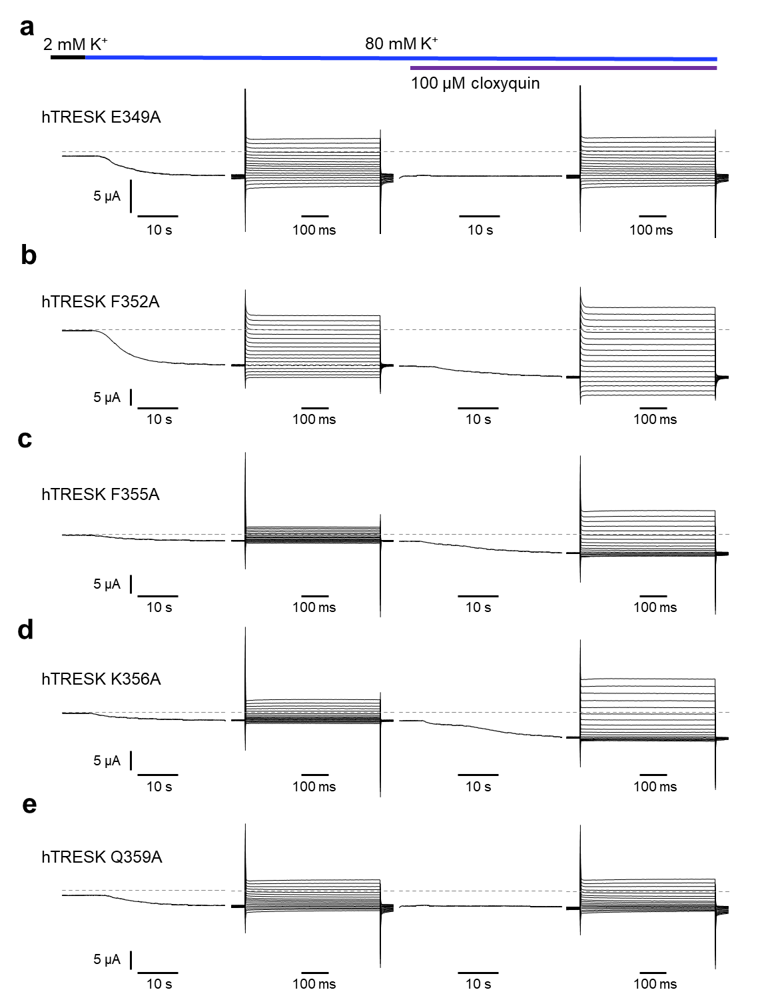 a
2 mM K⁺
80 mM K⁺
100 µM cloxyquin
hTRESK E349A
5 µA
10 s
100 ms
10 s
100 ms
b
hTRESK F352A
5 µA
10 s
100 ms
10 s
100 ms
c
hTRESK F355A
5 µA
10 s
100 ms
10 s
100 ms
d
hTRESK K356A
5 µA
10 s
100 ms
10 s
100 ms
e
hTRESK Q359A
5 µA
10 s
100 ms
10 s
100 ms